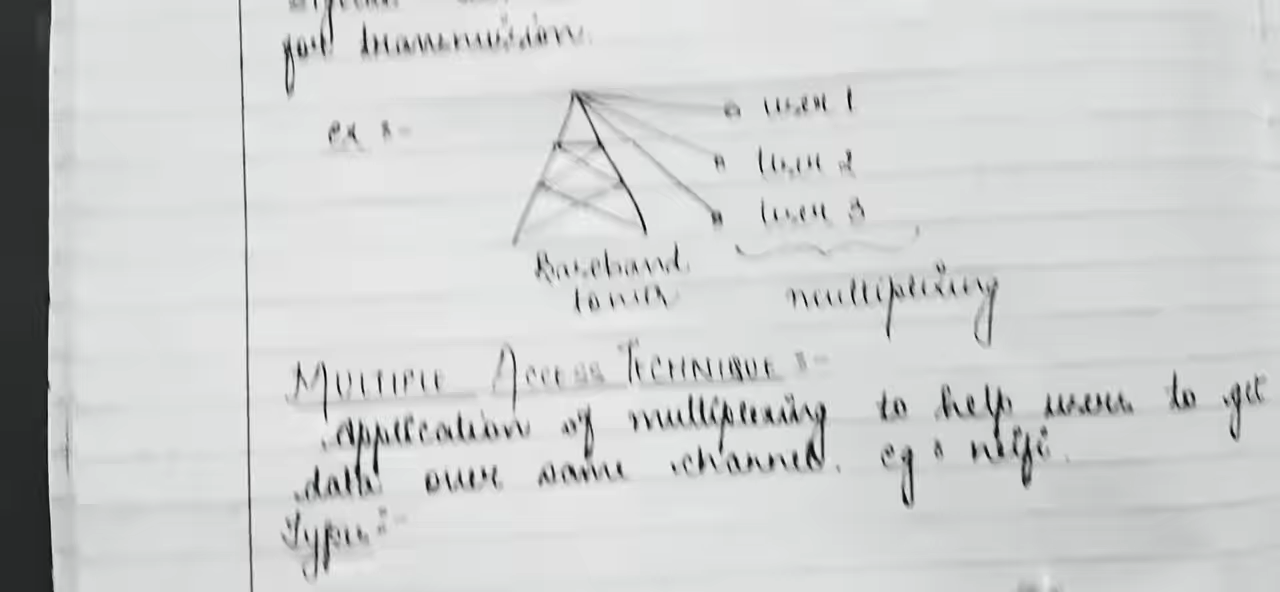 for transmission.
ex :-
user 1
user 2
user 3
Baseband
tower
multiplexing
MULTIPLE ACCESS TECHNIQUE :-
application of multiplexing to help users to get
data over same channel. eg : wifi.
Types :-